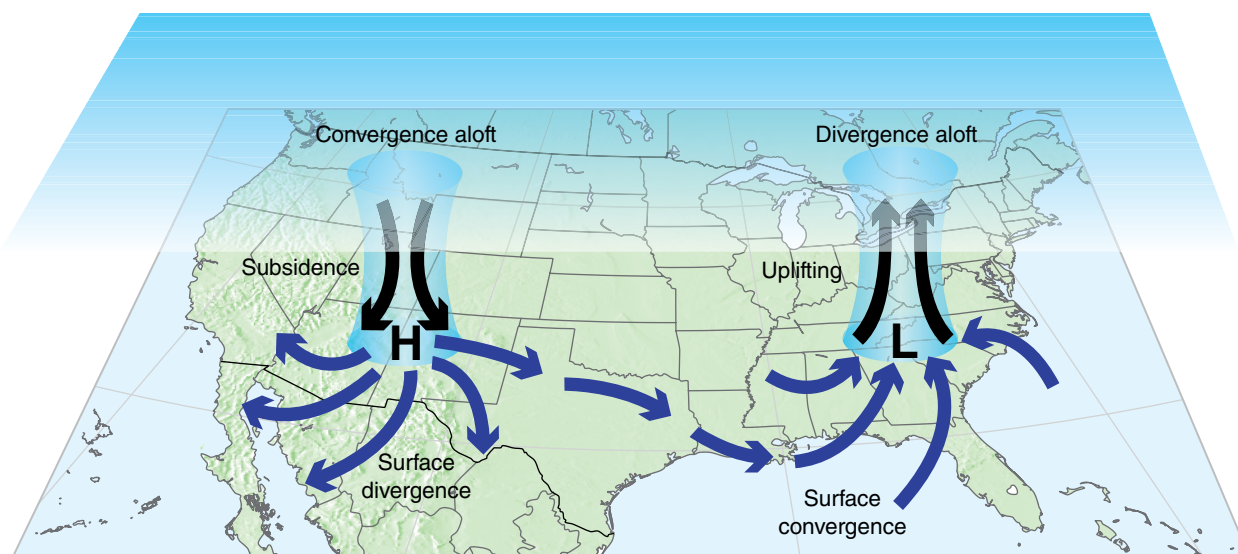 Convergence aloft
Divergence aloft
Subsidence
Uplifting
H
L
Surface
divergence
Surface
convergence